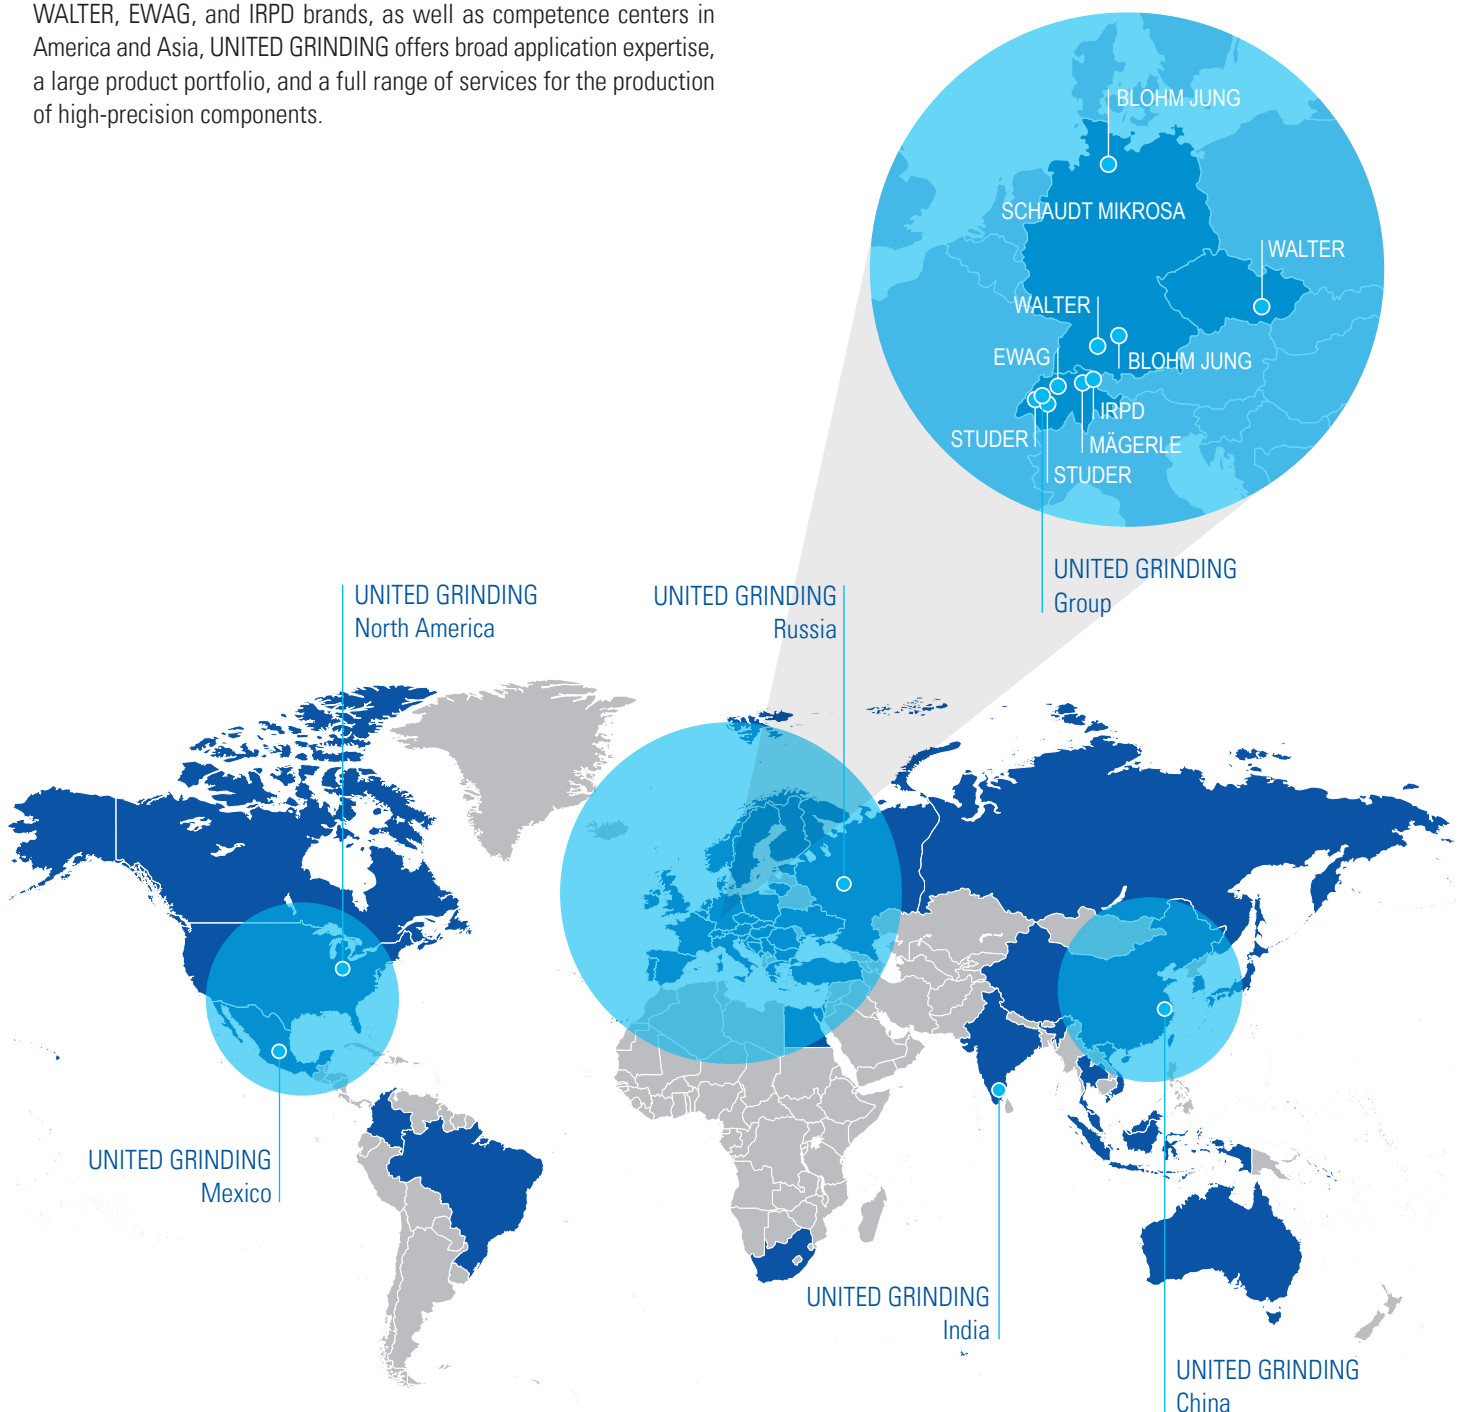 WALTER, EWAG, and IRPD brands, as well as competence centers in
America and Asia, UNITED GRINDING offers broad application expertise,
a large product portfolio, and a full range of services for the production
of high-precision components.
BLOHM JUNG
SCHAUDT MIKROSA
WALTER
WALTER
EWAG
BLOHM JUNG
IRPD
STUDER
MÄGERLE
STUDER
UNITED GRINDING
Group
UNITED GRINDING
North America
UNITED GRINDING
Russia
UNITED GRINDING
Mexico
UNITED GRINDING
India
UNITED GRINDING
China